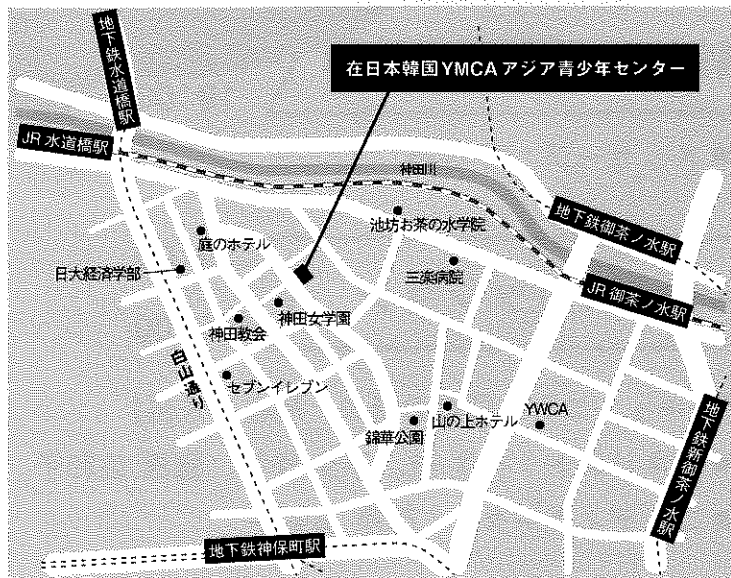 地下鉄水道橋駅
在日本韓国YMCAアジア青少年センター
JR水道橋駅
神田川
池坊お茶の水学院
地下鉄御茶ノ水駅
庭のホテル
三楽病院
日大経済学部
JR御茶ノ水駅
神田女学園
神田教会
白山通り
セブンイレブン
山の上ホテル
YWCA
錦華公園
地下鉄新御茶ノ水駅
地下鉄神保町駅